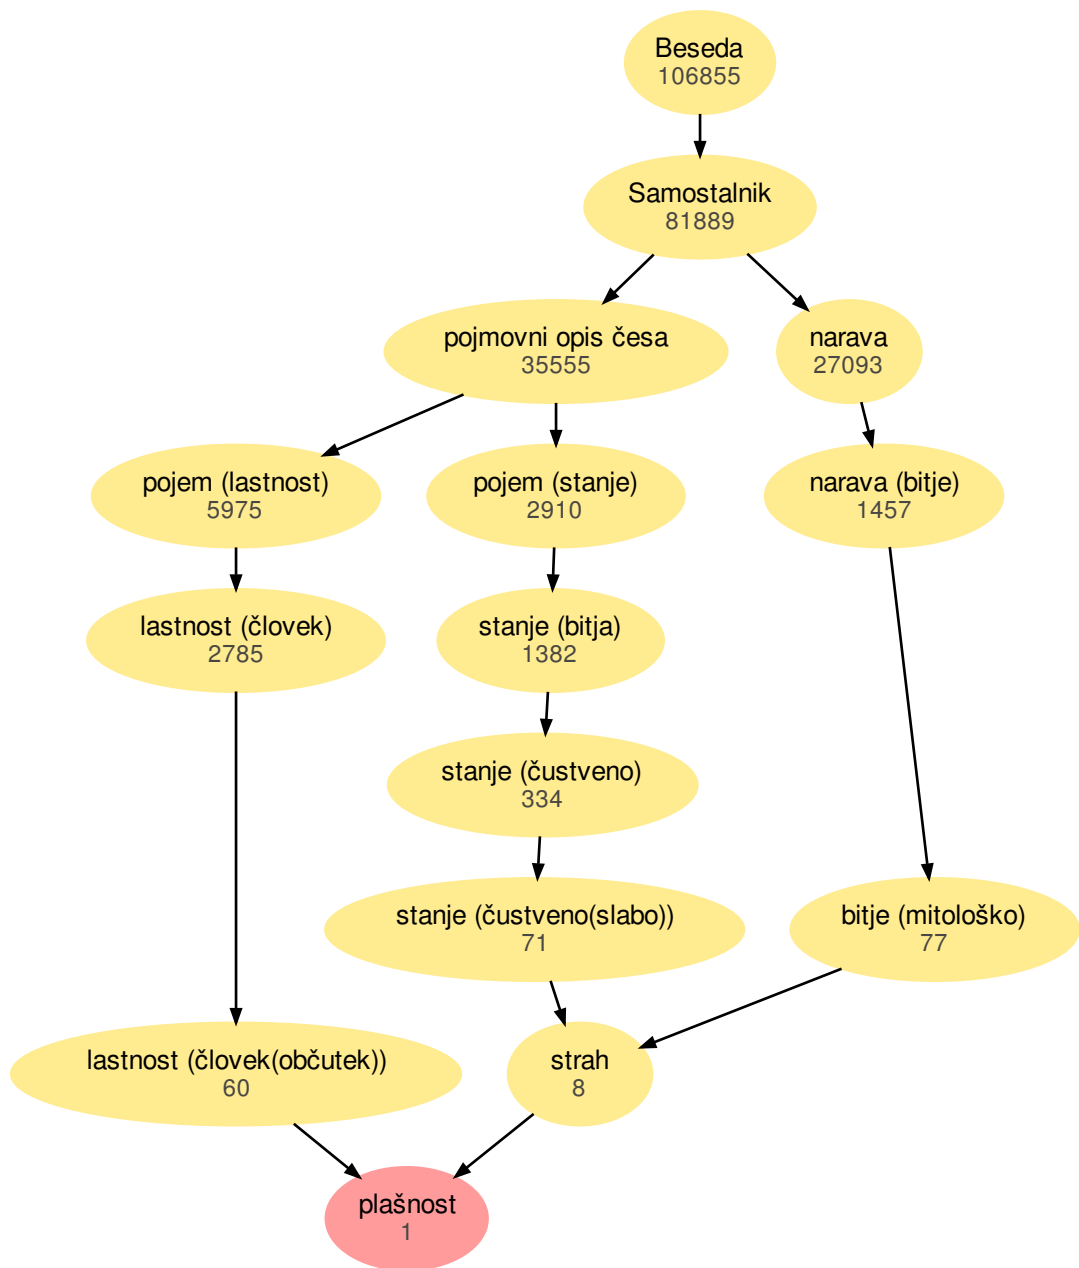 Beseda
106855
Samostalnik
81889
pojmovni opis česa
35555
narava
27093
pojem (lastnost)
5975
pojem (stanje)
2910
narava (bitje)
1457
lastnost (človek)
2785
stanje (bitja)
1382
stanje (čustveno)
334
stanje (čustveno(slabo))
71
bitje (mitološko)
77
lastnost (človek(občutek))
60
strah
8
plašnost
1